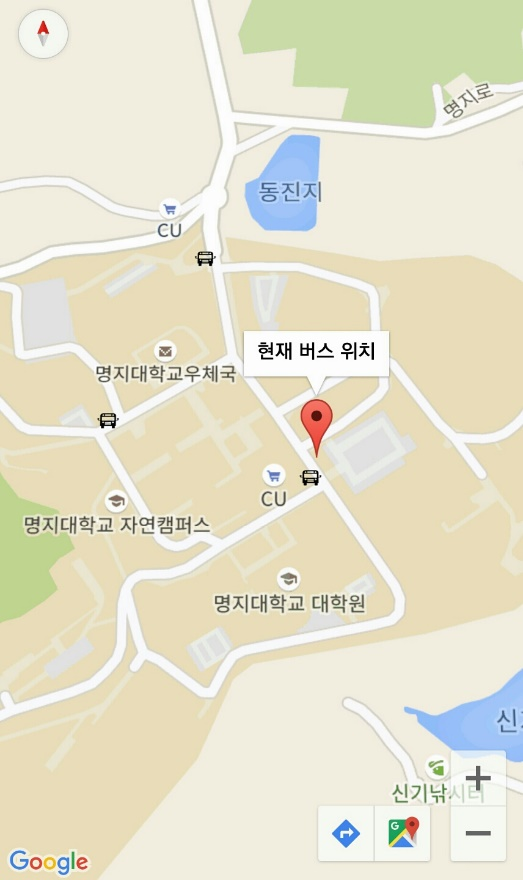 명지로
동진지
CU
현재 버스 위치
명지대학교우체국
CU
명지대학교 자연캠퍼스
명지대학교 대학원
신기낚시터
Google